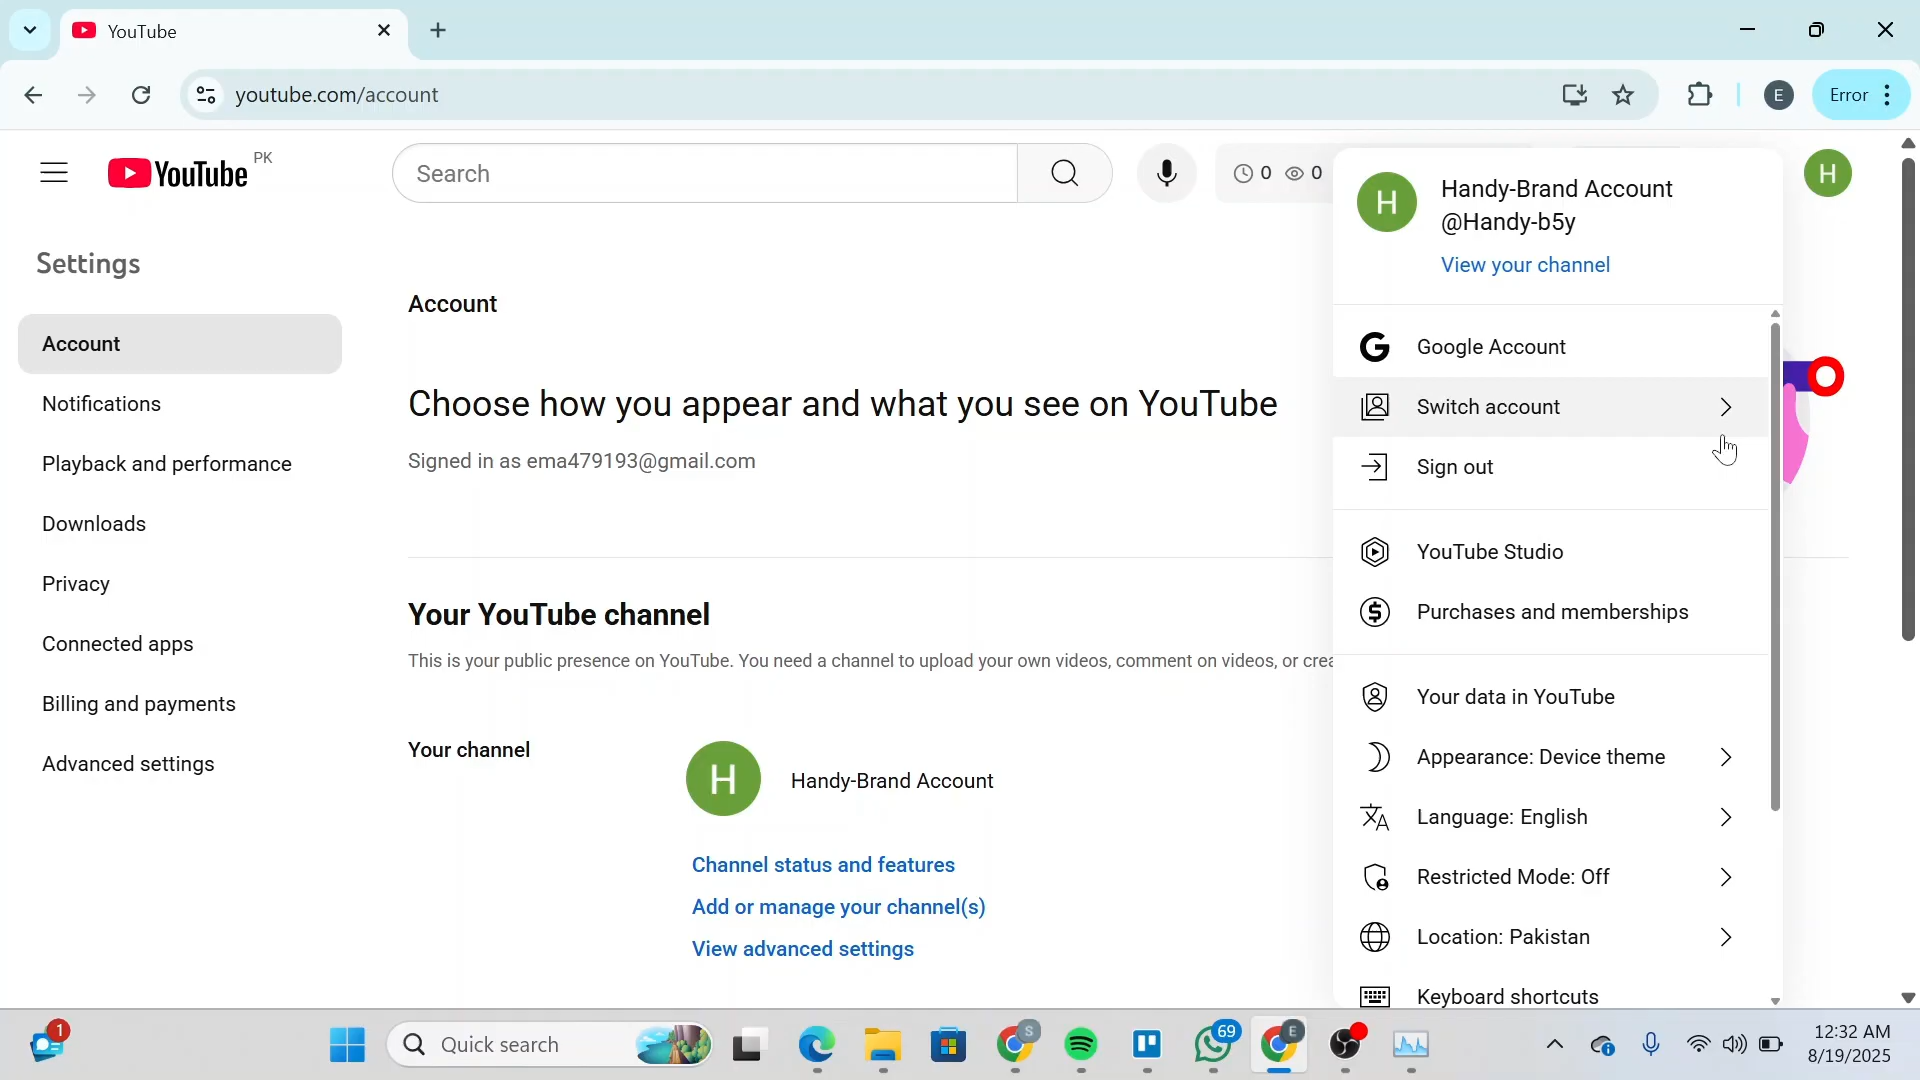 YouTube
youtube.com/account
E
Error
YouTube PK
Search
0 0
H
Settings
Account
Notifications
Playback and performance
Downloads
Privacy
Connected apps
Billing and payments
Advanced settings
Account
Choose how you appear and what you see on YouTube
Signed in as ema479193@gmail.com
Your YouTube channel
This is your public presence on YouTube. You need a channel to upload your own videos, comment on videos, or crea
Your channel
H
Handy-Brand Account
Channel status and features
Add or manage your channel(s)
View advanced settings
H
Handy-Brand Account
@Handy-b5y
View your channel
Google Account
Switch account
Sign out
YouTube Studio
Purchases and memberships
Your data in YouTube
Appearance: Device theme
Language: English
Restricted Mode: Off
Location: Pakistan
Keyboard shortcuts
1
Quick search
S
69
E
12:32 AM
8/19/2025